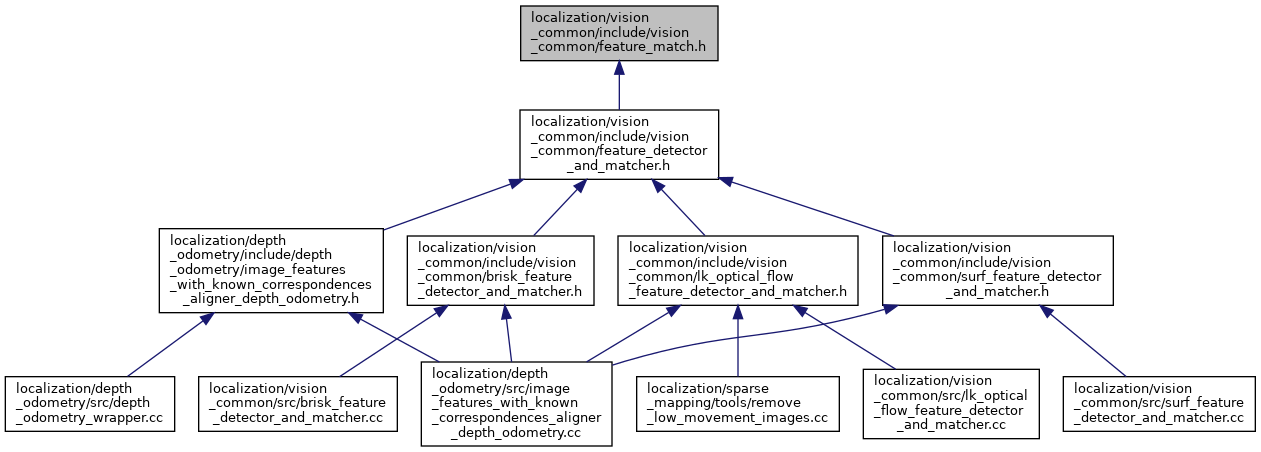 localization/vision
_common/include/vision
_common/feature_match.h
localization/vision
_common/include/vision
_common/feature_detector
_and_matcher.h
localization/depth
_odometry/include/depth
_odometry/image_features
_with_known_correspondences
_aligner_depth_odometry.h
localization/vision
_common/include/vision
_common/brisk_feature
_detector_and_matcher.h
localization/vision
_common/include/vision
_common/lk_optical_flow
_feature_detector_and_matcher.h
localization/vision
_common/include/vision
_common/surf_feature_detector
_and_matcher.h
localization/depth
_odometry/src/depth
_odometry_wrapper.cc
localization/vision
_common/src/brisk_feature
_detector_and_matcher.cc
localization/depth
_odometry/src/image
_features_with_known
_correspondences_aligner
_depth_odometry.cc
localization/sparse
_mapping/tools/remove
_low_movement_images.cc
localization/vision
_common/src/lk_optical
_flow_feature_detector
_and_matcher.cc
localization/vision
_common/src/surf_feature
_detector_and_matcher.cc